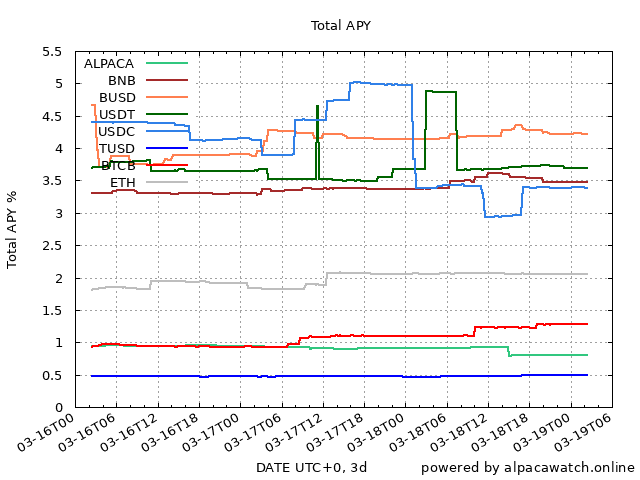 Total APY
Total APY %
5.5
5
4.5
4
3.5
3
2.5
2
1.5
1
0.5
0
ALPACA
BNB
BUSD
USDT
USDC
TUSD
BTCB
ETH
03-16T00
03-16T06
03-16T12
03-16T18
03-17T00
03-17T06
03-17T12
03-17T18
03-18T00
03-18T06
03-18T12
03-18T18
03-19T00
03-19T06
DATE UTC+0, 3d
powered by alpacawatch.online